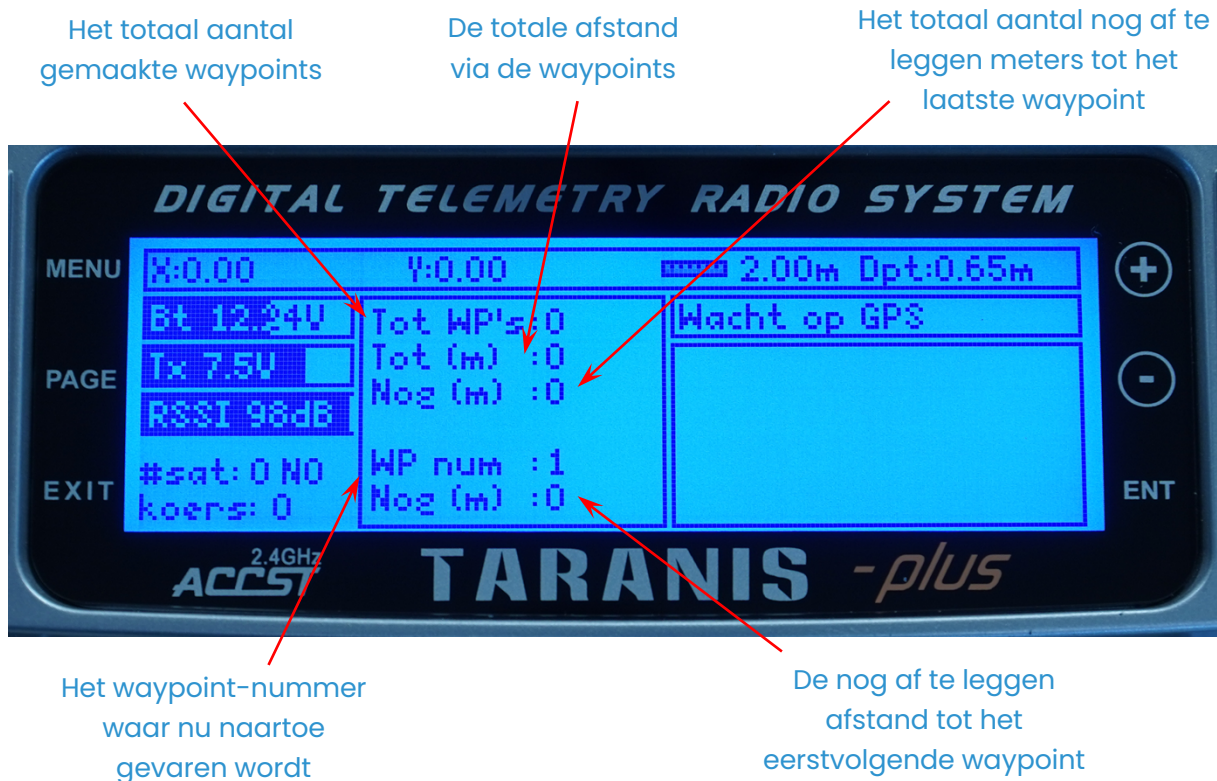 Het totaal aantal
gemaakte waypoints
De totale afstand
via de waypoints
Het totaal aantal nog af te
leggen meters tot het
laatste waypoint
DIGITAL TELEMETRY RADIO SYSTEM
MENU
PAGE
EXIT
X:0.00 Y:0.00 2.00m Dpt:0.65m
Bt 12.24V
Tx 7.5V
RSSI 98dB
#sat: 0 NO
koers: 0
Tot WP's:0
Tot (m) :0
Nog (m) :0
WP num :1
Nog (m) :0
Wacht op GPS
+
-
ENT
2.4GHz
ACCST
TARANIS -plus
Het waypoint-nummer
waar nu naartoe
gevaren wordt
De nog af te leggen
afstand tot het
eerstvolgende waypoint